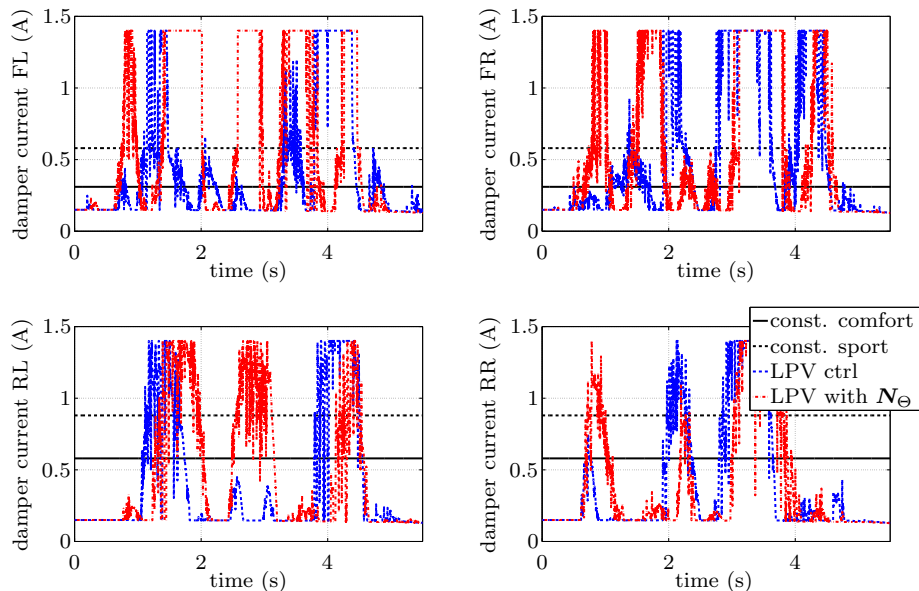 damper current FL (A)
1.5
1
0.5
0
0
2
4
time (s)
damper current FR (A)
1.5
1
0.5
0
0
2
4
time (s)
damper current RL (A)
1.5
1
0.5
0
0
2
4
time (s)
damper current RR (A)
1.5
1
0.5
0
0
2
4
time (s)
const. comfort
const. sport
LPV ctrl
LPV with N_Θ